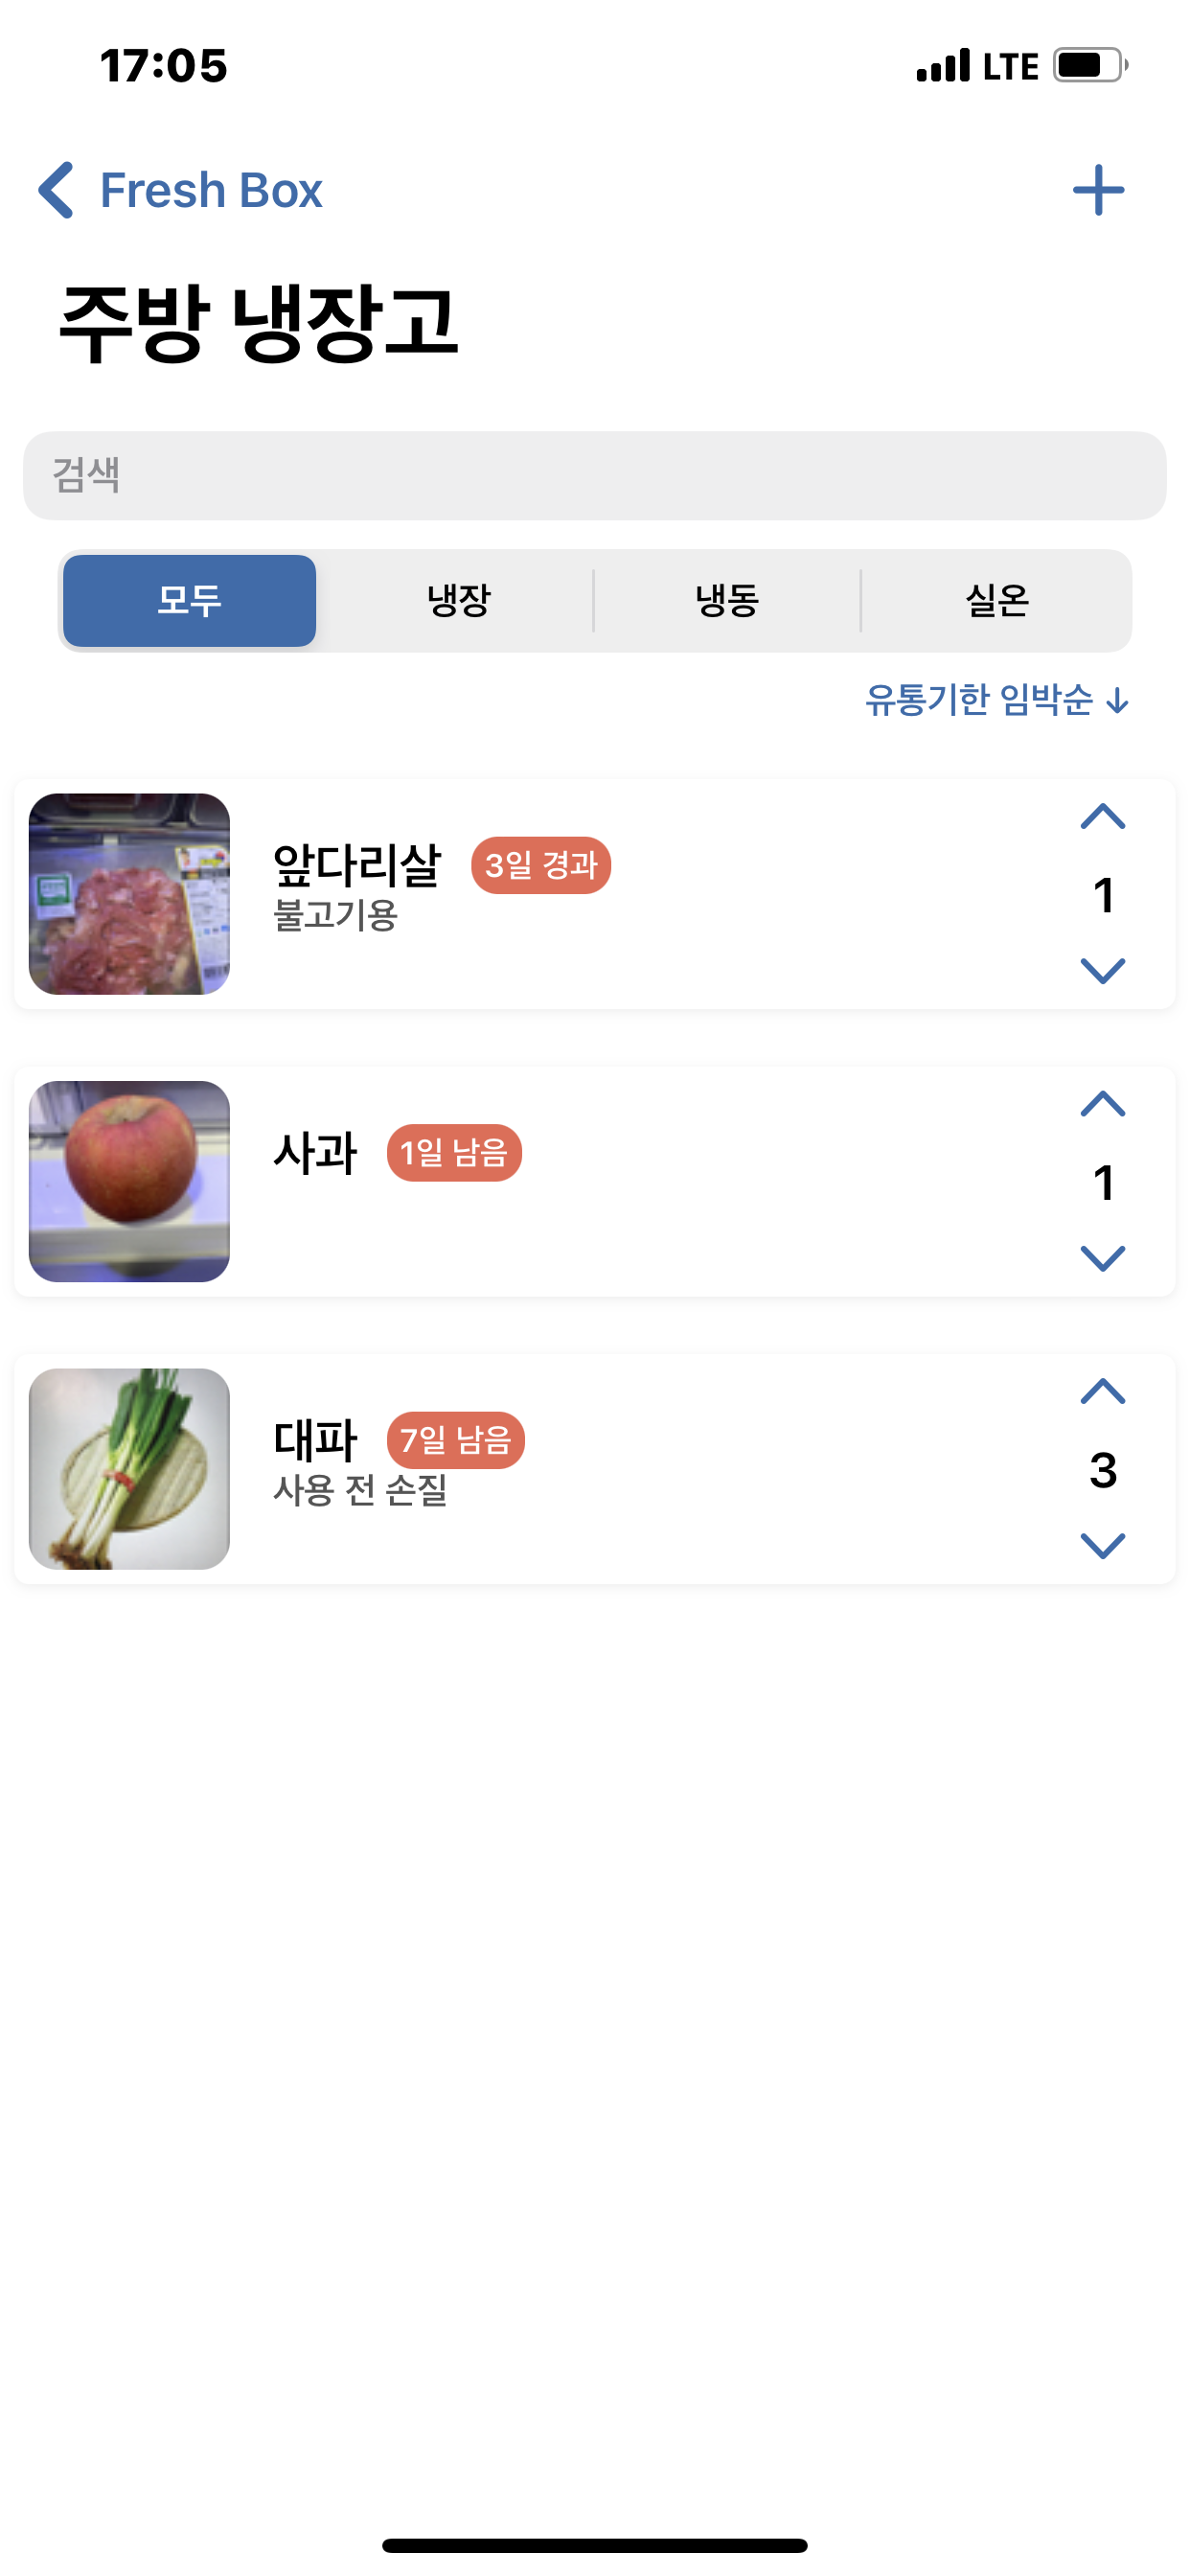 17:05 LTE
Fresh Box
주방 냉장고
검색
모두 냉장 냉동 실온
유통기한 임박순 ↓
앞다리살 3일 경과
불고기용
1
사과 1일 남음
1
대파 7일 남음
사용 전 손질
3